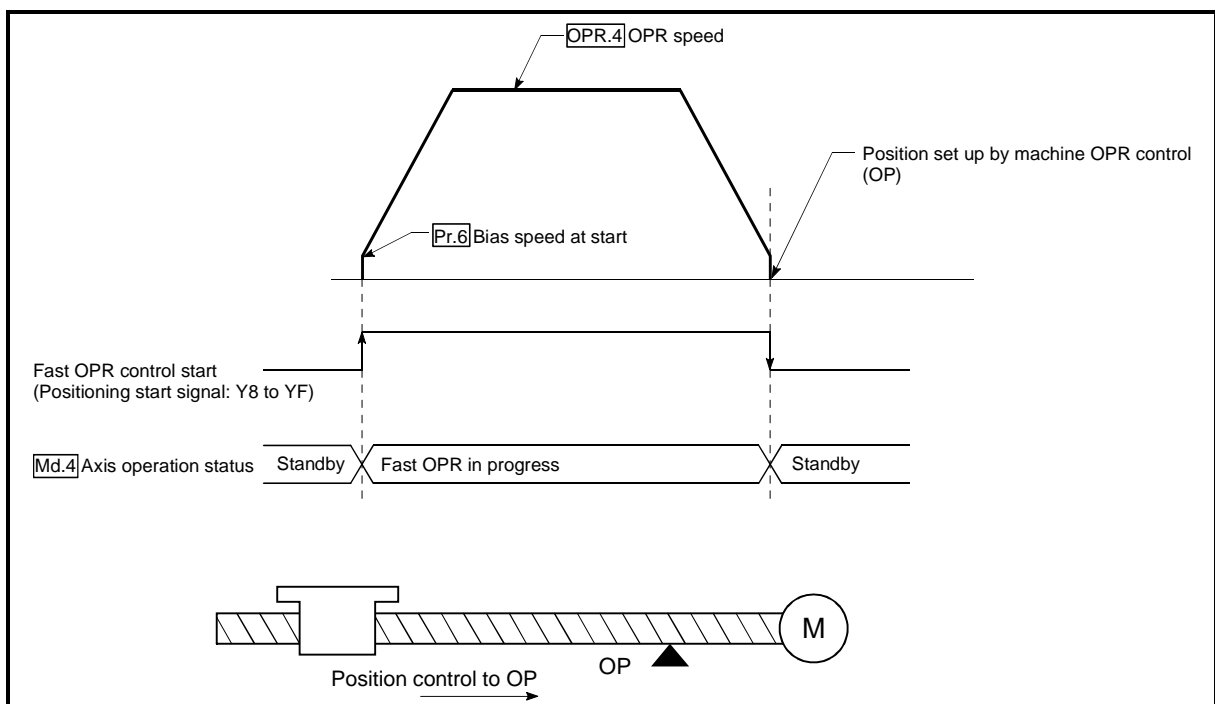 OPR.4 OPR speed
Position set up by machine OPR control
(OP)
Pr.6 Bias speed at start
Fast OPR control start
(Positioning start signal: Y8 to YF)
Md.4 Axis operation status
Standby
Fast OPR in progress
Standby
M
OP
Position control to OP